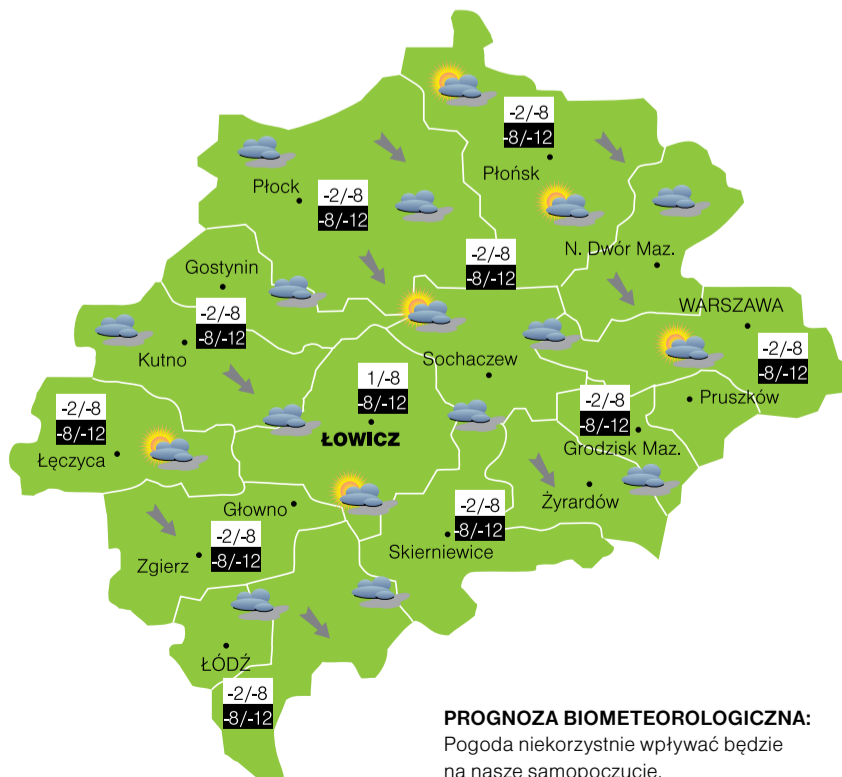 -2/-8
-8/-12
Płońsk
Płock
-2/-8
-8/-12
-2/-8
-8/-12
N. Dwór Maz.
Gostynin
WARSZAWA
-2/-8
-8/-12
Kutno
Sochaczew
-2/-8
-8/-12
1/-8
-8/-12
ŁOWICZ
Pruszków
-2/-8
-8/-12
Łęczyca
-2/-8
-8/-12
Grodzisk Maz.
Żyrardów
Głowno
-2/-8
-8/-12
Skierniewice
-2/-8
-8/-12
Zgierz
ŁÓDŹ
-2/-8
-8/-12
PROGNOZA BIOMETEOROLOGICZNA:
Pogoda niekorzystnie wpływać będzie
na nasze samopoczucie.